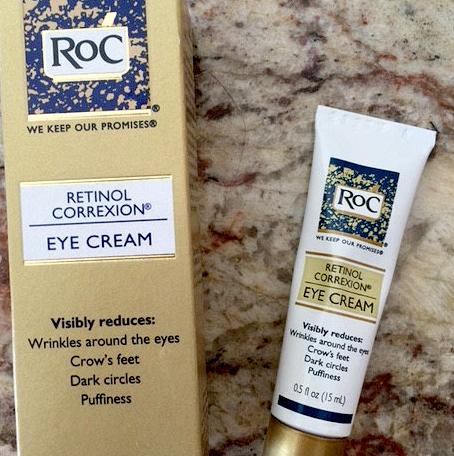 RoC
®
WE KEEP OUR PROMISES®
RETINOL
CORREXION®
EYE CREAM
Visibly reduces:
Wrinkles around the eyes
Crow's feet
Dark circles
Puffiness
RoC
®
WE KEEP OUR PROMISES®
RETINOL
CORREXION®
EYE CREAM
Visibly reduces:
Wrinkles around the eyes
Crow's feet
Dark circles
Puffiness
0.5 fl oz (15 mL)